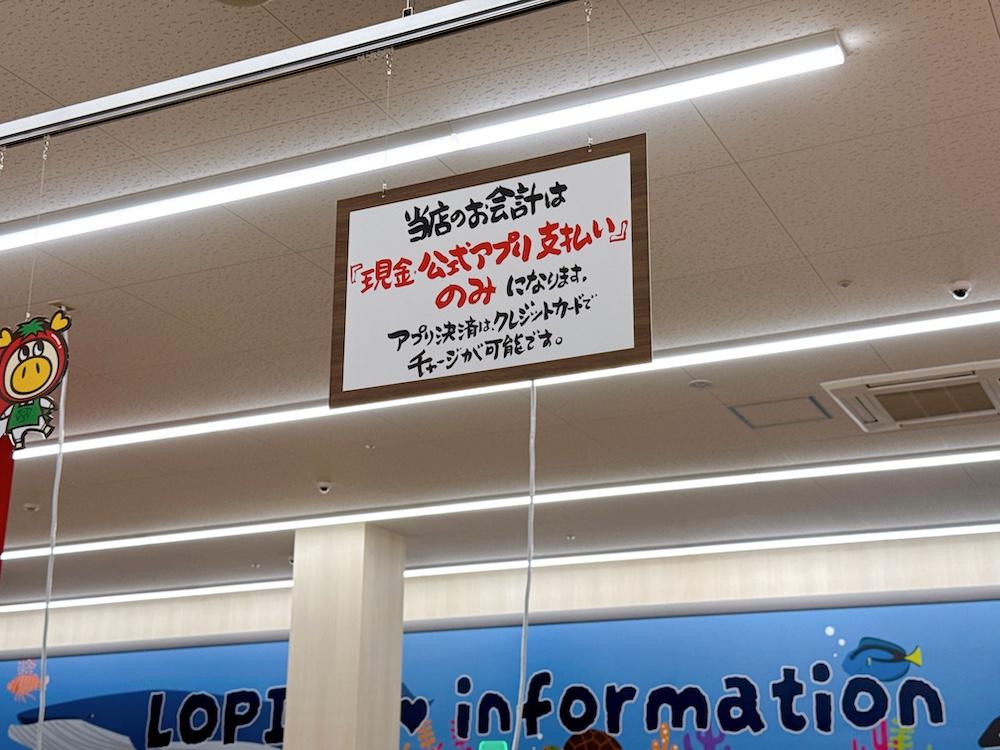 当店のお会計は
『現金・公式アプリ支払い』
のみになります。
アプリ決済は、クレジットカードで
チャージが可能です。
LOPI
information